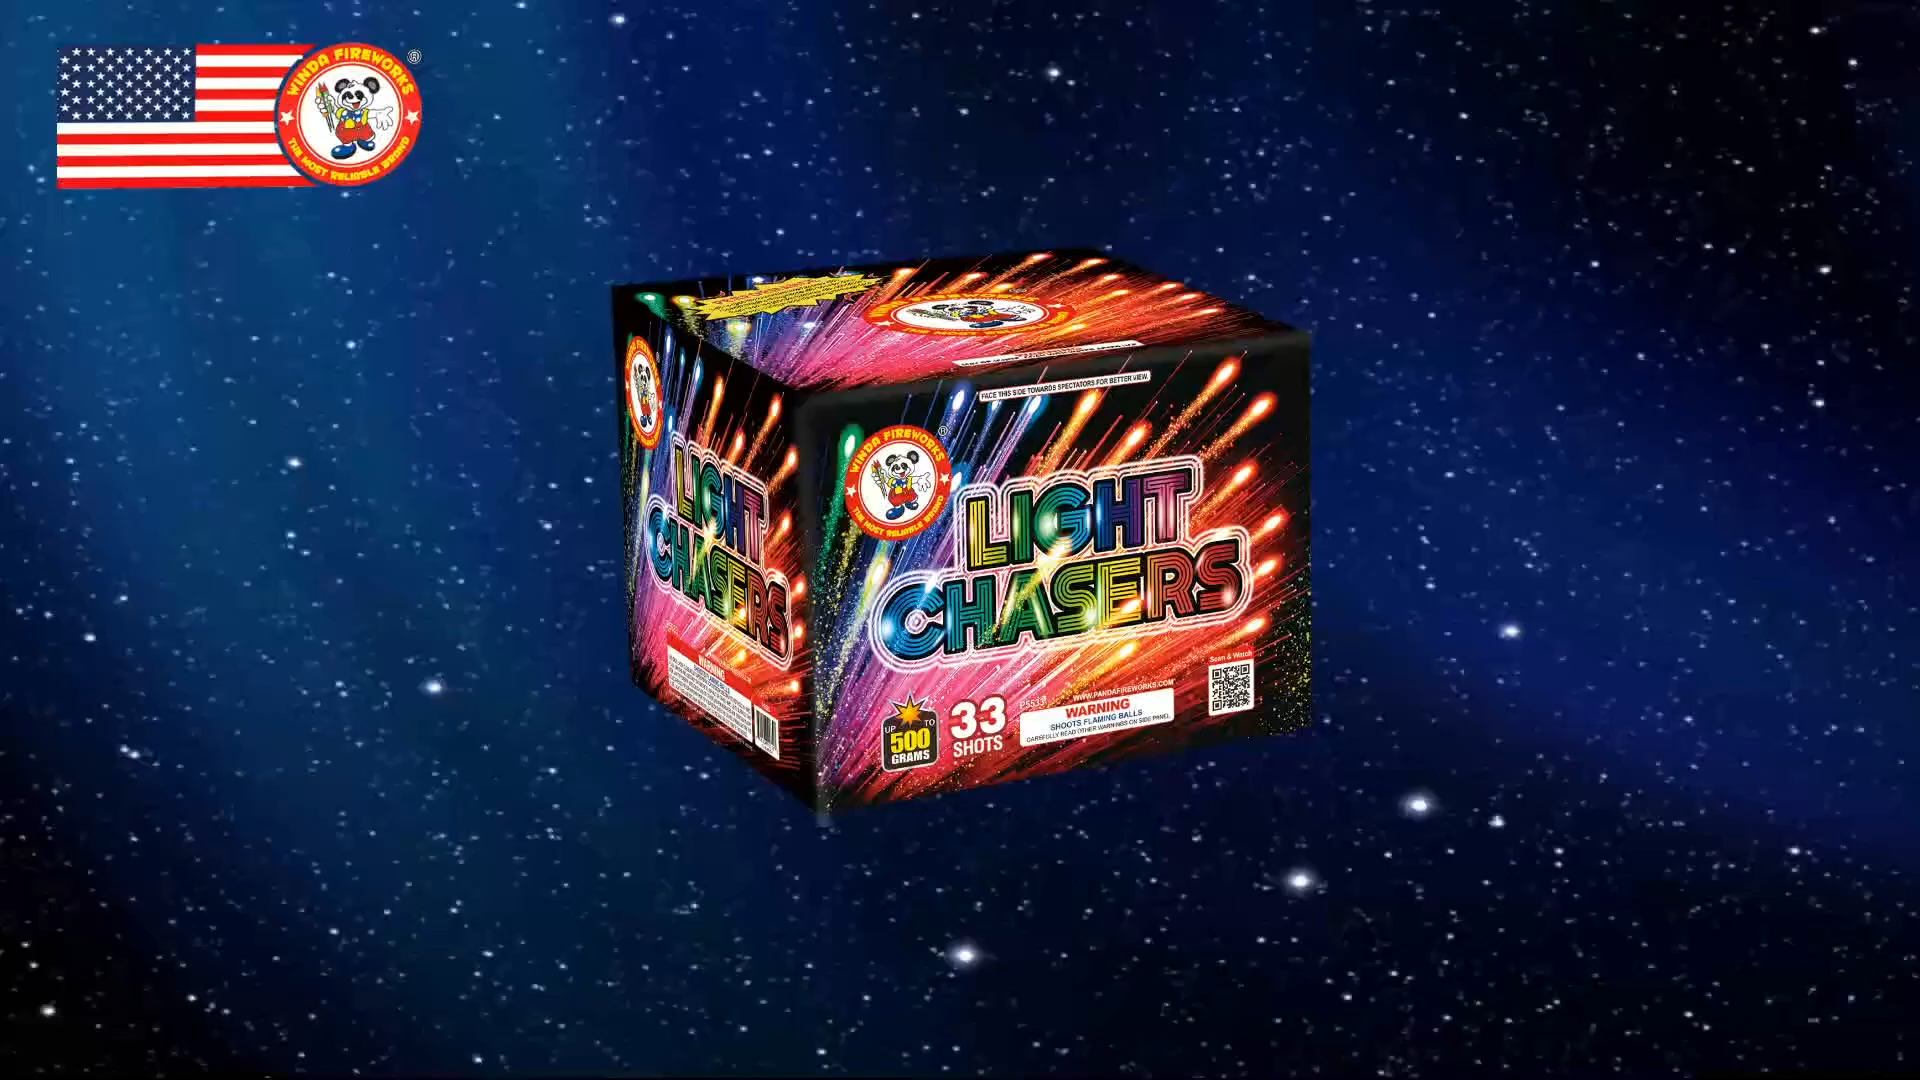 WINDA FIREWORKS
®
THE MOST RELIABLE BRAND
FACE THIS SIDE TOWARDS SPECTATORS FOR BETTER VIEW.
WINDA FIREWORKS
®
THE MOST RELIABLE BRAND
LIGHT
CHASERS
WINDA FIREWORKS
LIGHT
CHASERS
WARNING
UP TO
500
GRAMS
33
SHOTS
WWW.PANDAFIREWORKS.COM
WARNING
SHOOTS FLAMING BALLS
CAREFULLY READ OTHER WARNINGS ON SIDE PANEL
Scan & Watch